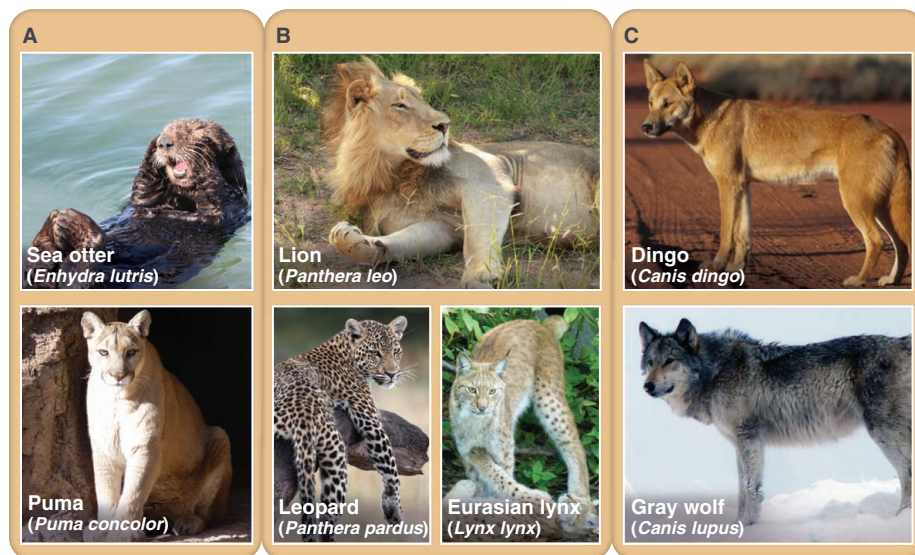 A
Sea otter
(Enhydra lutris)
Puma
(Puma concolor)
B
Lion
(Panthera leo)
Leopard
(Panthera pardus)
Eurasian lynx
(Lynx lynx)
C
Dingo
(Canis dingo)
Gray wolf
(Canis lupus)